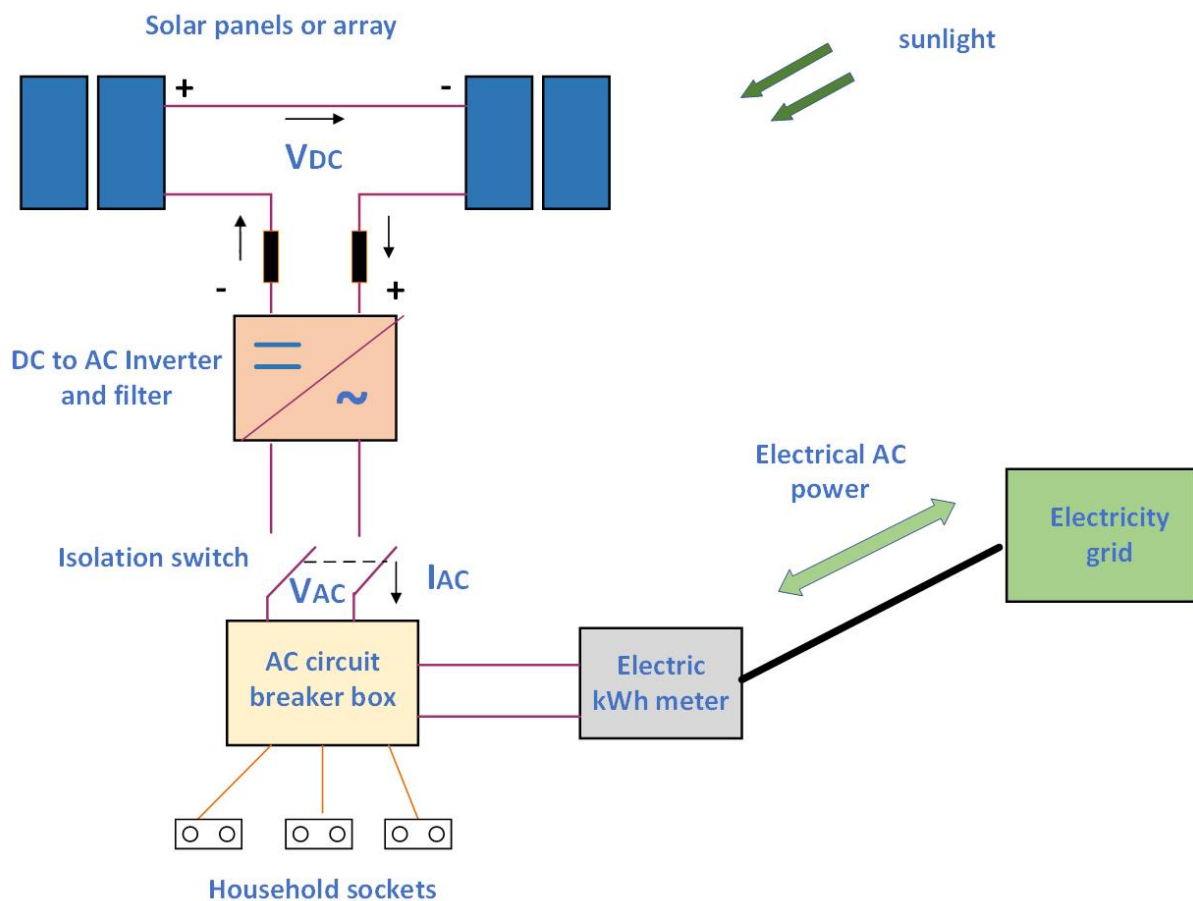 Solar panels or array
sunlight
+
-
VDC
-
+
DC to AC Inverter
and filter
~
Electrical AC
power
Electricity
grid
Isolation switch
VAC
IAC
AC circuit
breaker box
Electric
kWh meter
Household sockets